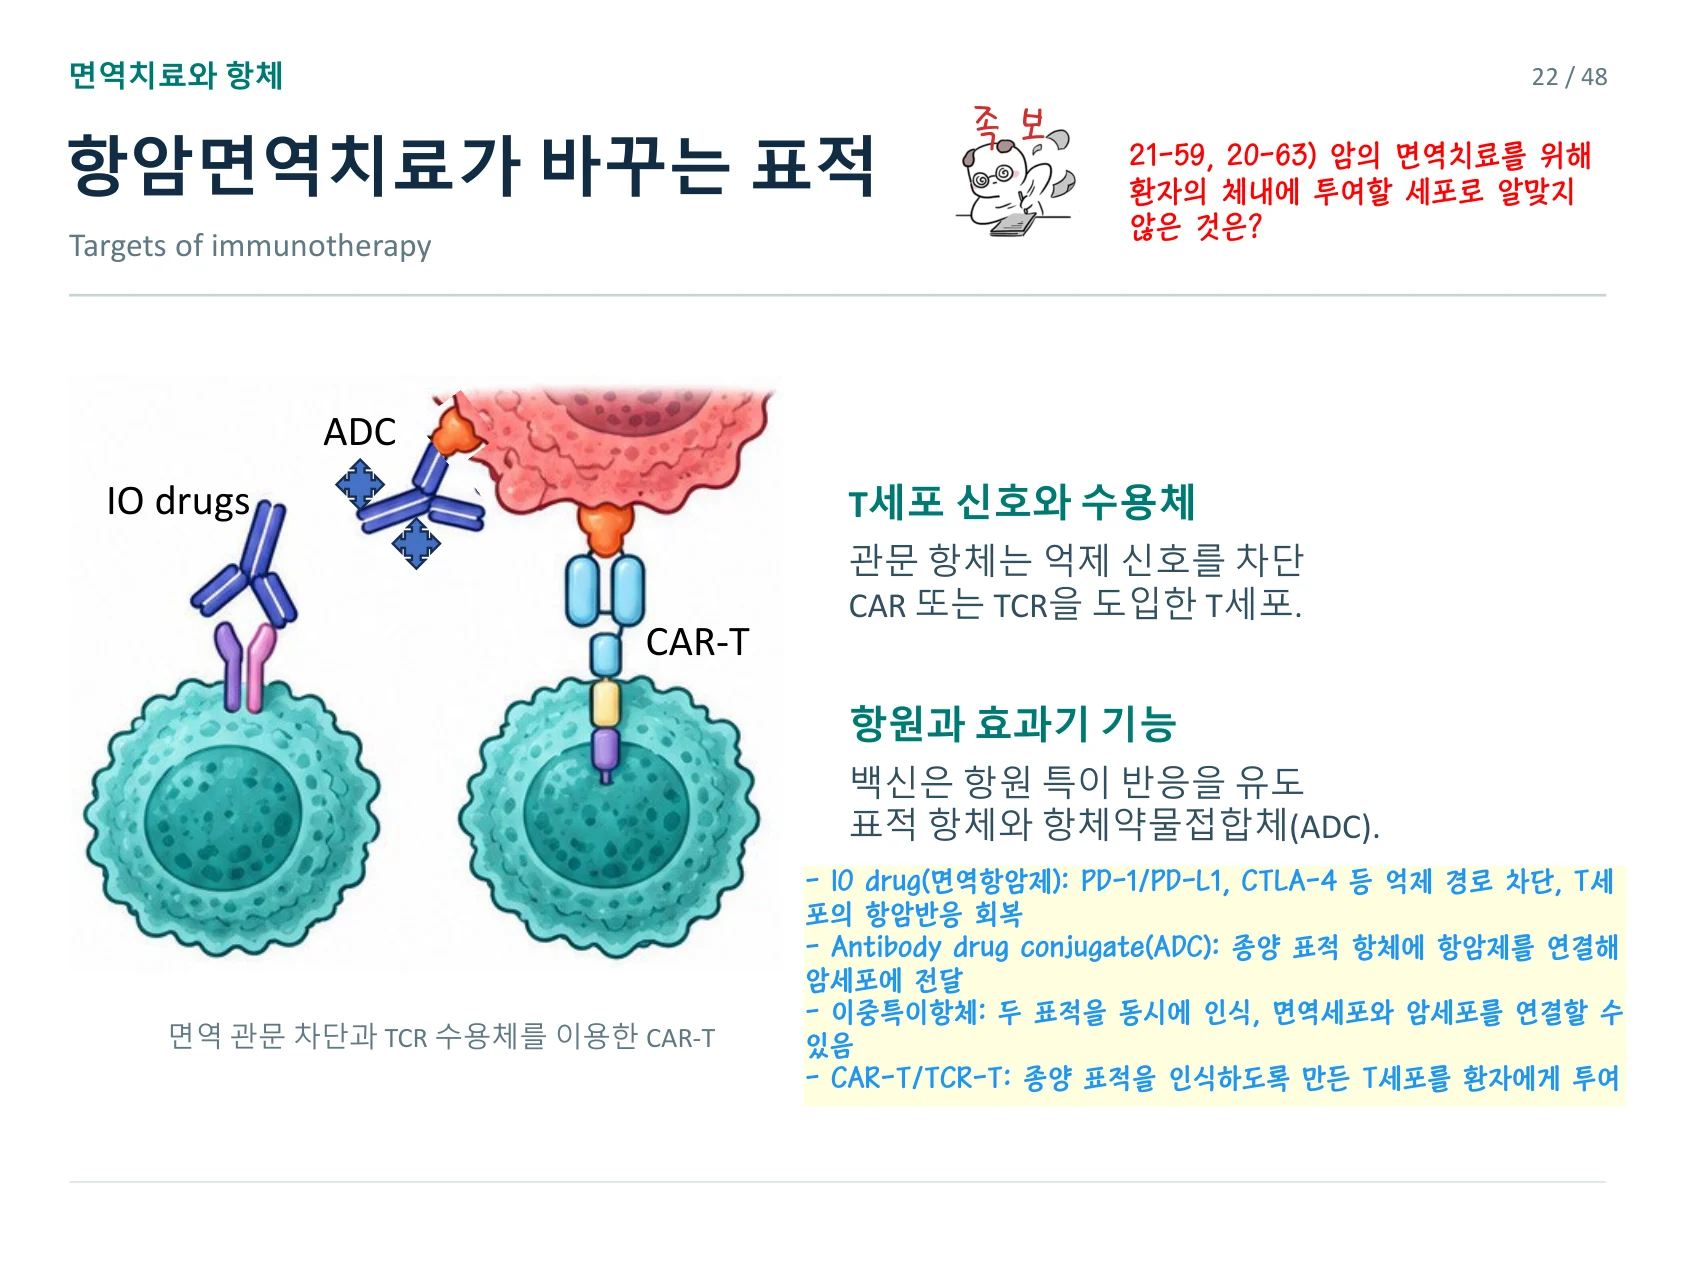 면역치료와 항체
22 / 48
항암면역치료가 바꾸는 표적
Targets of immunotherapy
족 보
21-59, 20-63) 암의 면역치료를 위해
환자의 체내에 투여할 세포로 알맞지
않은 것은?
ADC
IO drugs
CAR-T
면역 관문 차단과 TCR 수용체를 이용한 CAR-T
T세포 신호와 수용체
관문 항체는 억제 신호를 차단
CAR 또는 TCR을 도입한 T세포.
항원과 효과기 기능
백신은 항원 특이 반응을 유도
표적 항체와 항체약물접합체(ADC).
- IO drug(면역항암제): PD-1/PD-L1, CTLA-4 등 억제 경로 차단, T세
포의 항암반응 회복
- Antibody drug conjugate(ADC): 종양 표적 항체에 항암제를 연결해
암세포에 전달
- 이중특이항체: 두 표적을 동시에 인식, 면역세포와 암세포를 연결할 수
있음
- CAR-T/TCR-T: 종양 표적을 인식하도록 만든 T세포를 환자에게 투여